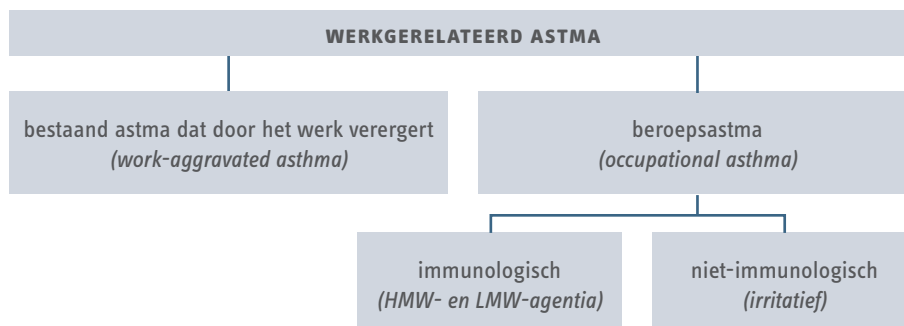 WERKGERELATEERD ASTMA
bestaand astma dat door het werk verergert
(work-aggravated asthma)
beroepsastma
(occupational asthma)
immunologisch
(HMW- en LMW-agentia)
niet-immunologisch
(irritatief)